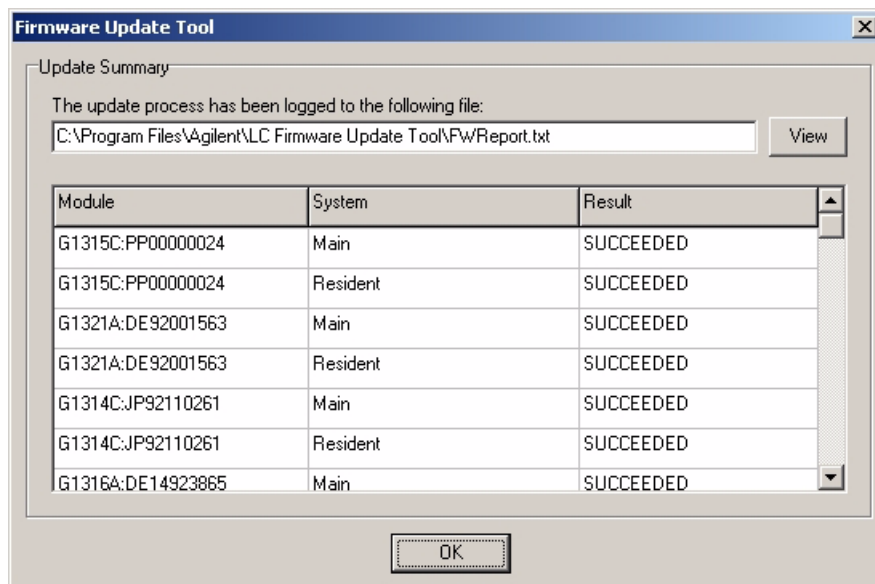 Firmware Update Tool
Update Summary
The update process has been logged to the following file:
C:\Program Files\Agilent\LC Firmware Update Tool\FWReport.txt View
Module System Result
G1315C:PP00000024 Main SUCCEEDED
G1315C:PP00000024 Resident SUCCEEDED
G1321A:DE92001563 Main SUCCEEDED
G1321A:DE92001563 Resident SUCCEEDED
G1314C:JP92110261 Main SUCCEEDED
G1314C:JP92110261 Resident SUCCEEDED
G1316A:DE14923865 Main SUCCEEDED
OK